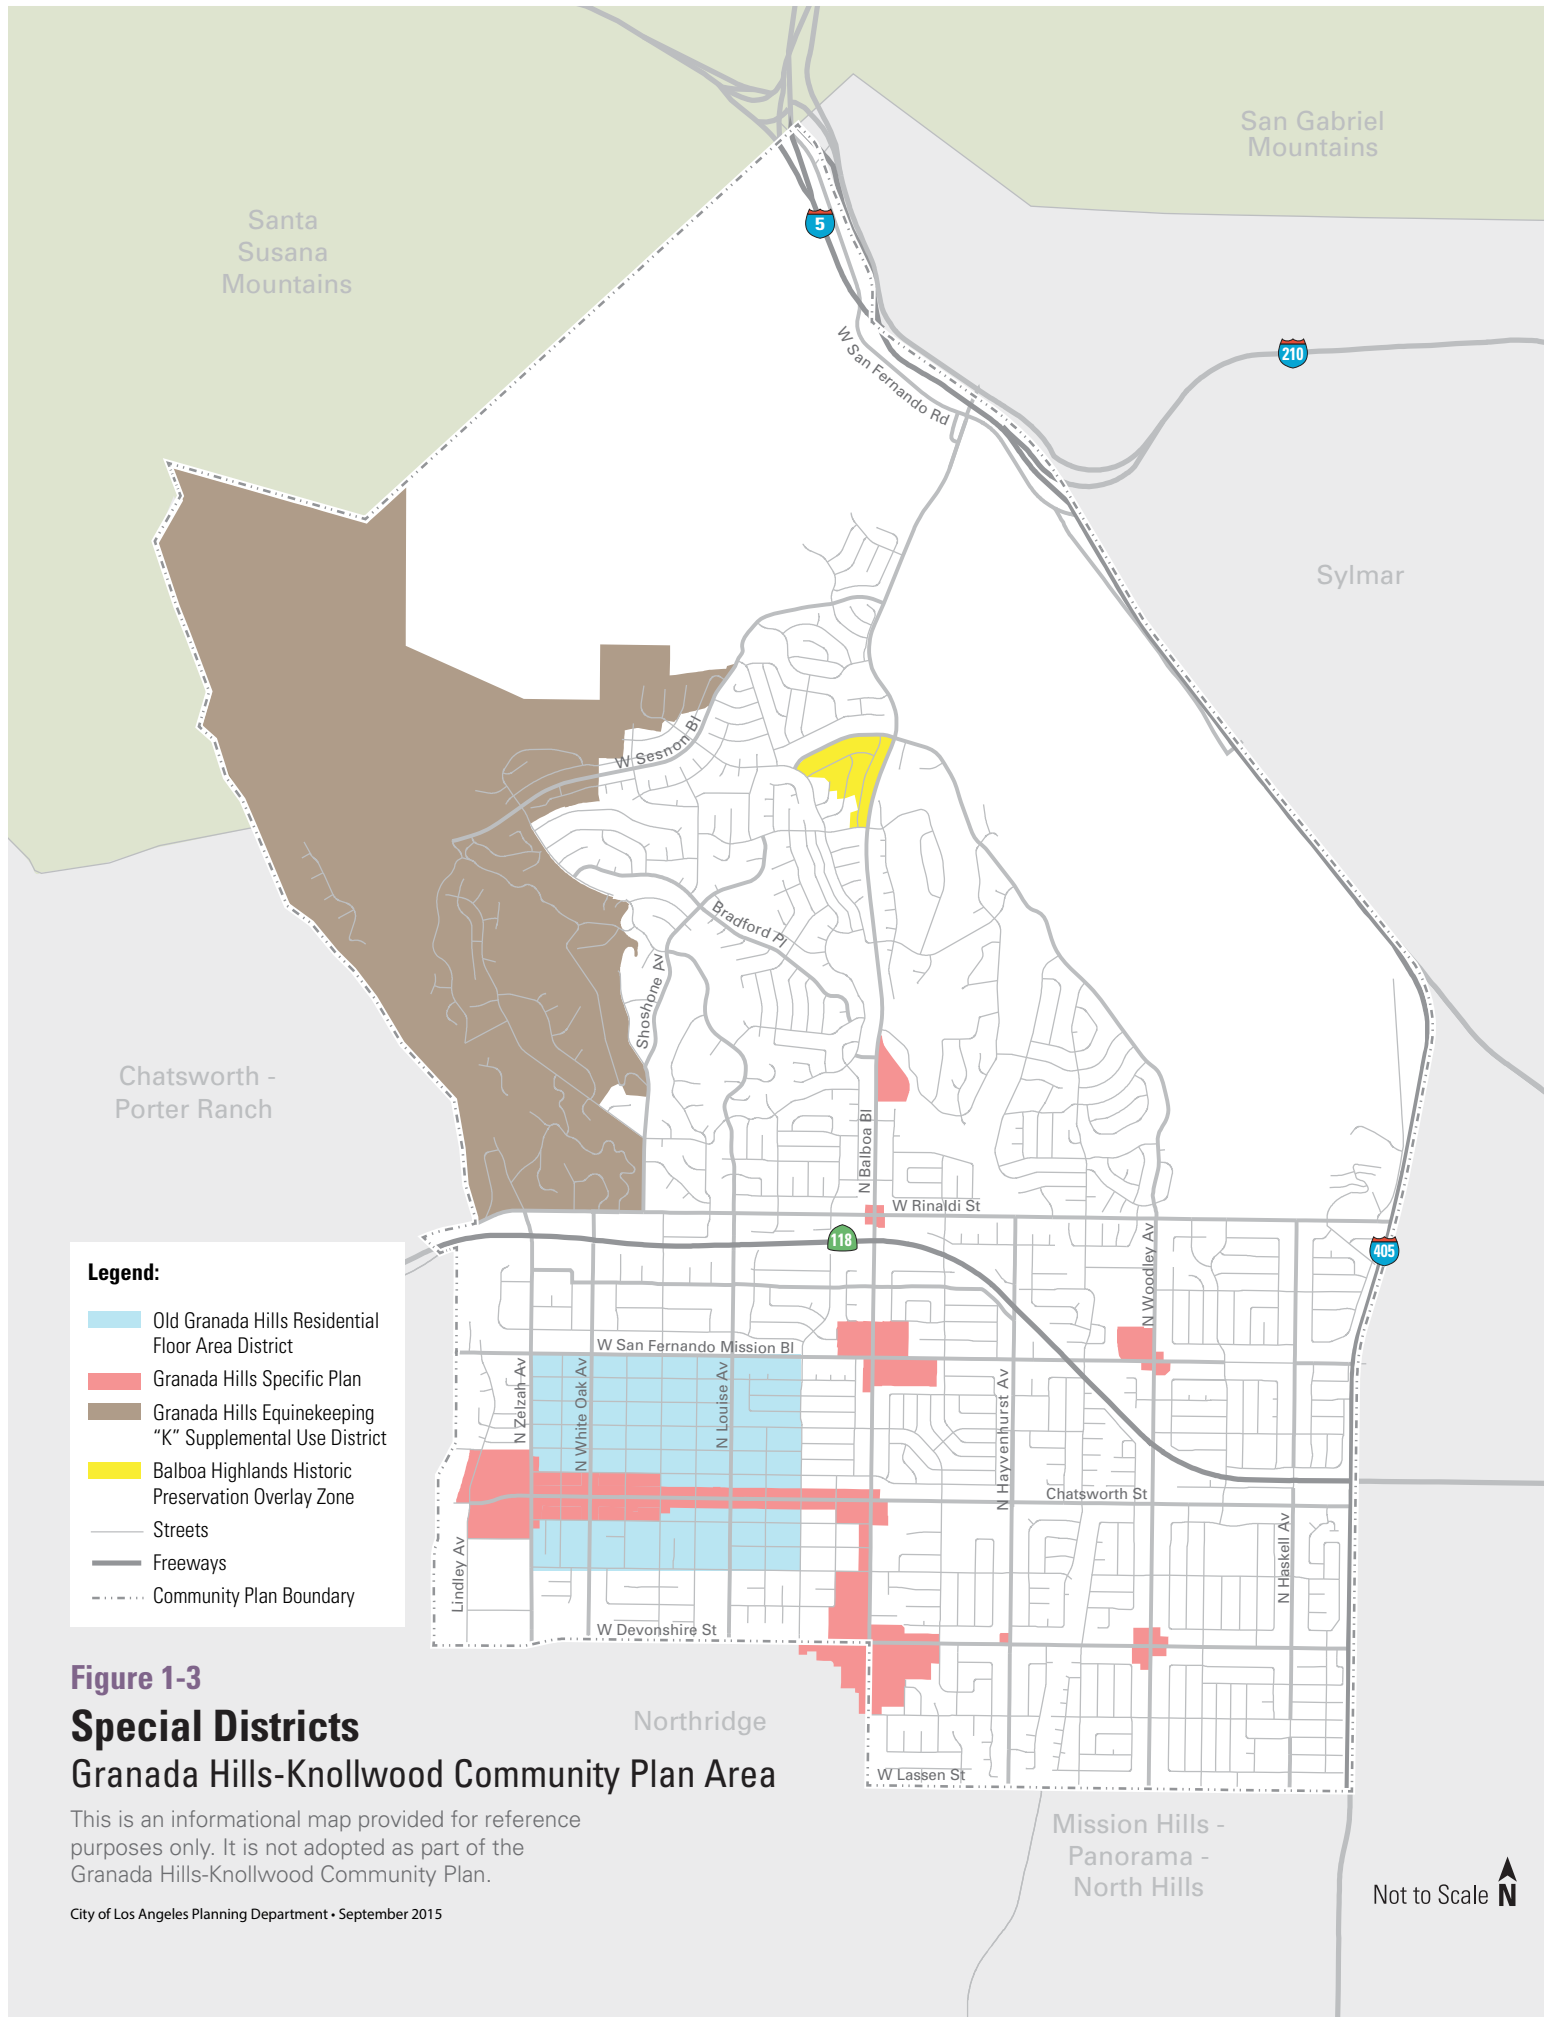 San Gabriel
Mountains
Santa
Susana
Mountains
5
W San Fernando Rd
210
Sylmar
W Sesnon Bl
Bradford Pl
Shoshone Av
Chatsworth -
Porter Ranch
N Balboa Bl
W Rinaldi St
118
N Woodley Av
405
Legend:
Old Granada Hills Residential
Floor Area District
Granada Hills Specific Plan
Granada Hills Equinekeeping
“K” Supplemental Use District
Balboa Highlands Historic
Preservation Overlay Zone
Streets
Freeways
Community Plan Boundary
W San Fernando Mission Bl
N Zelzah Av
N White Oak Av
N Louise Av
N Hayvenhurst Av
Chatsworth St
N Haskell Av
Lindley Av
W Devonshire St
Figure 1-3
Special Districts
Granada Hills-Knollwood Community Plan Area
Northridge
W Lassen St
This is an informational map provided for reference
purposes only. It is not adopted as part of the
Granada Hills-Knollwood Community Plan.
Mission Hills -
Panorama -
North Hills
City of Los Angeles Planning Department • September 2015
Not to Scale N